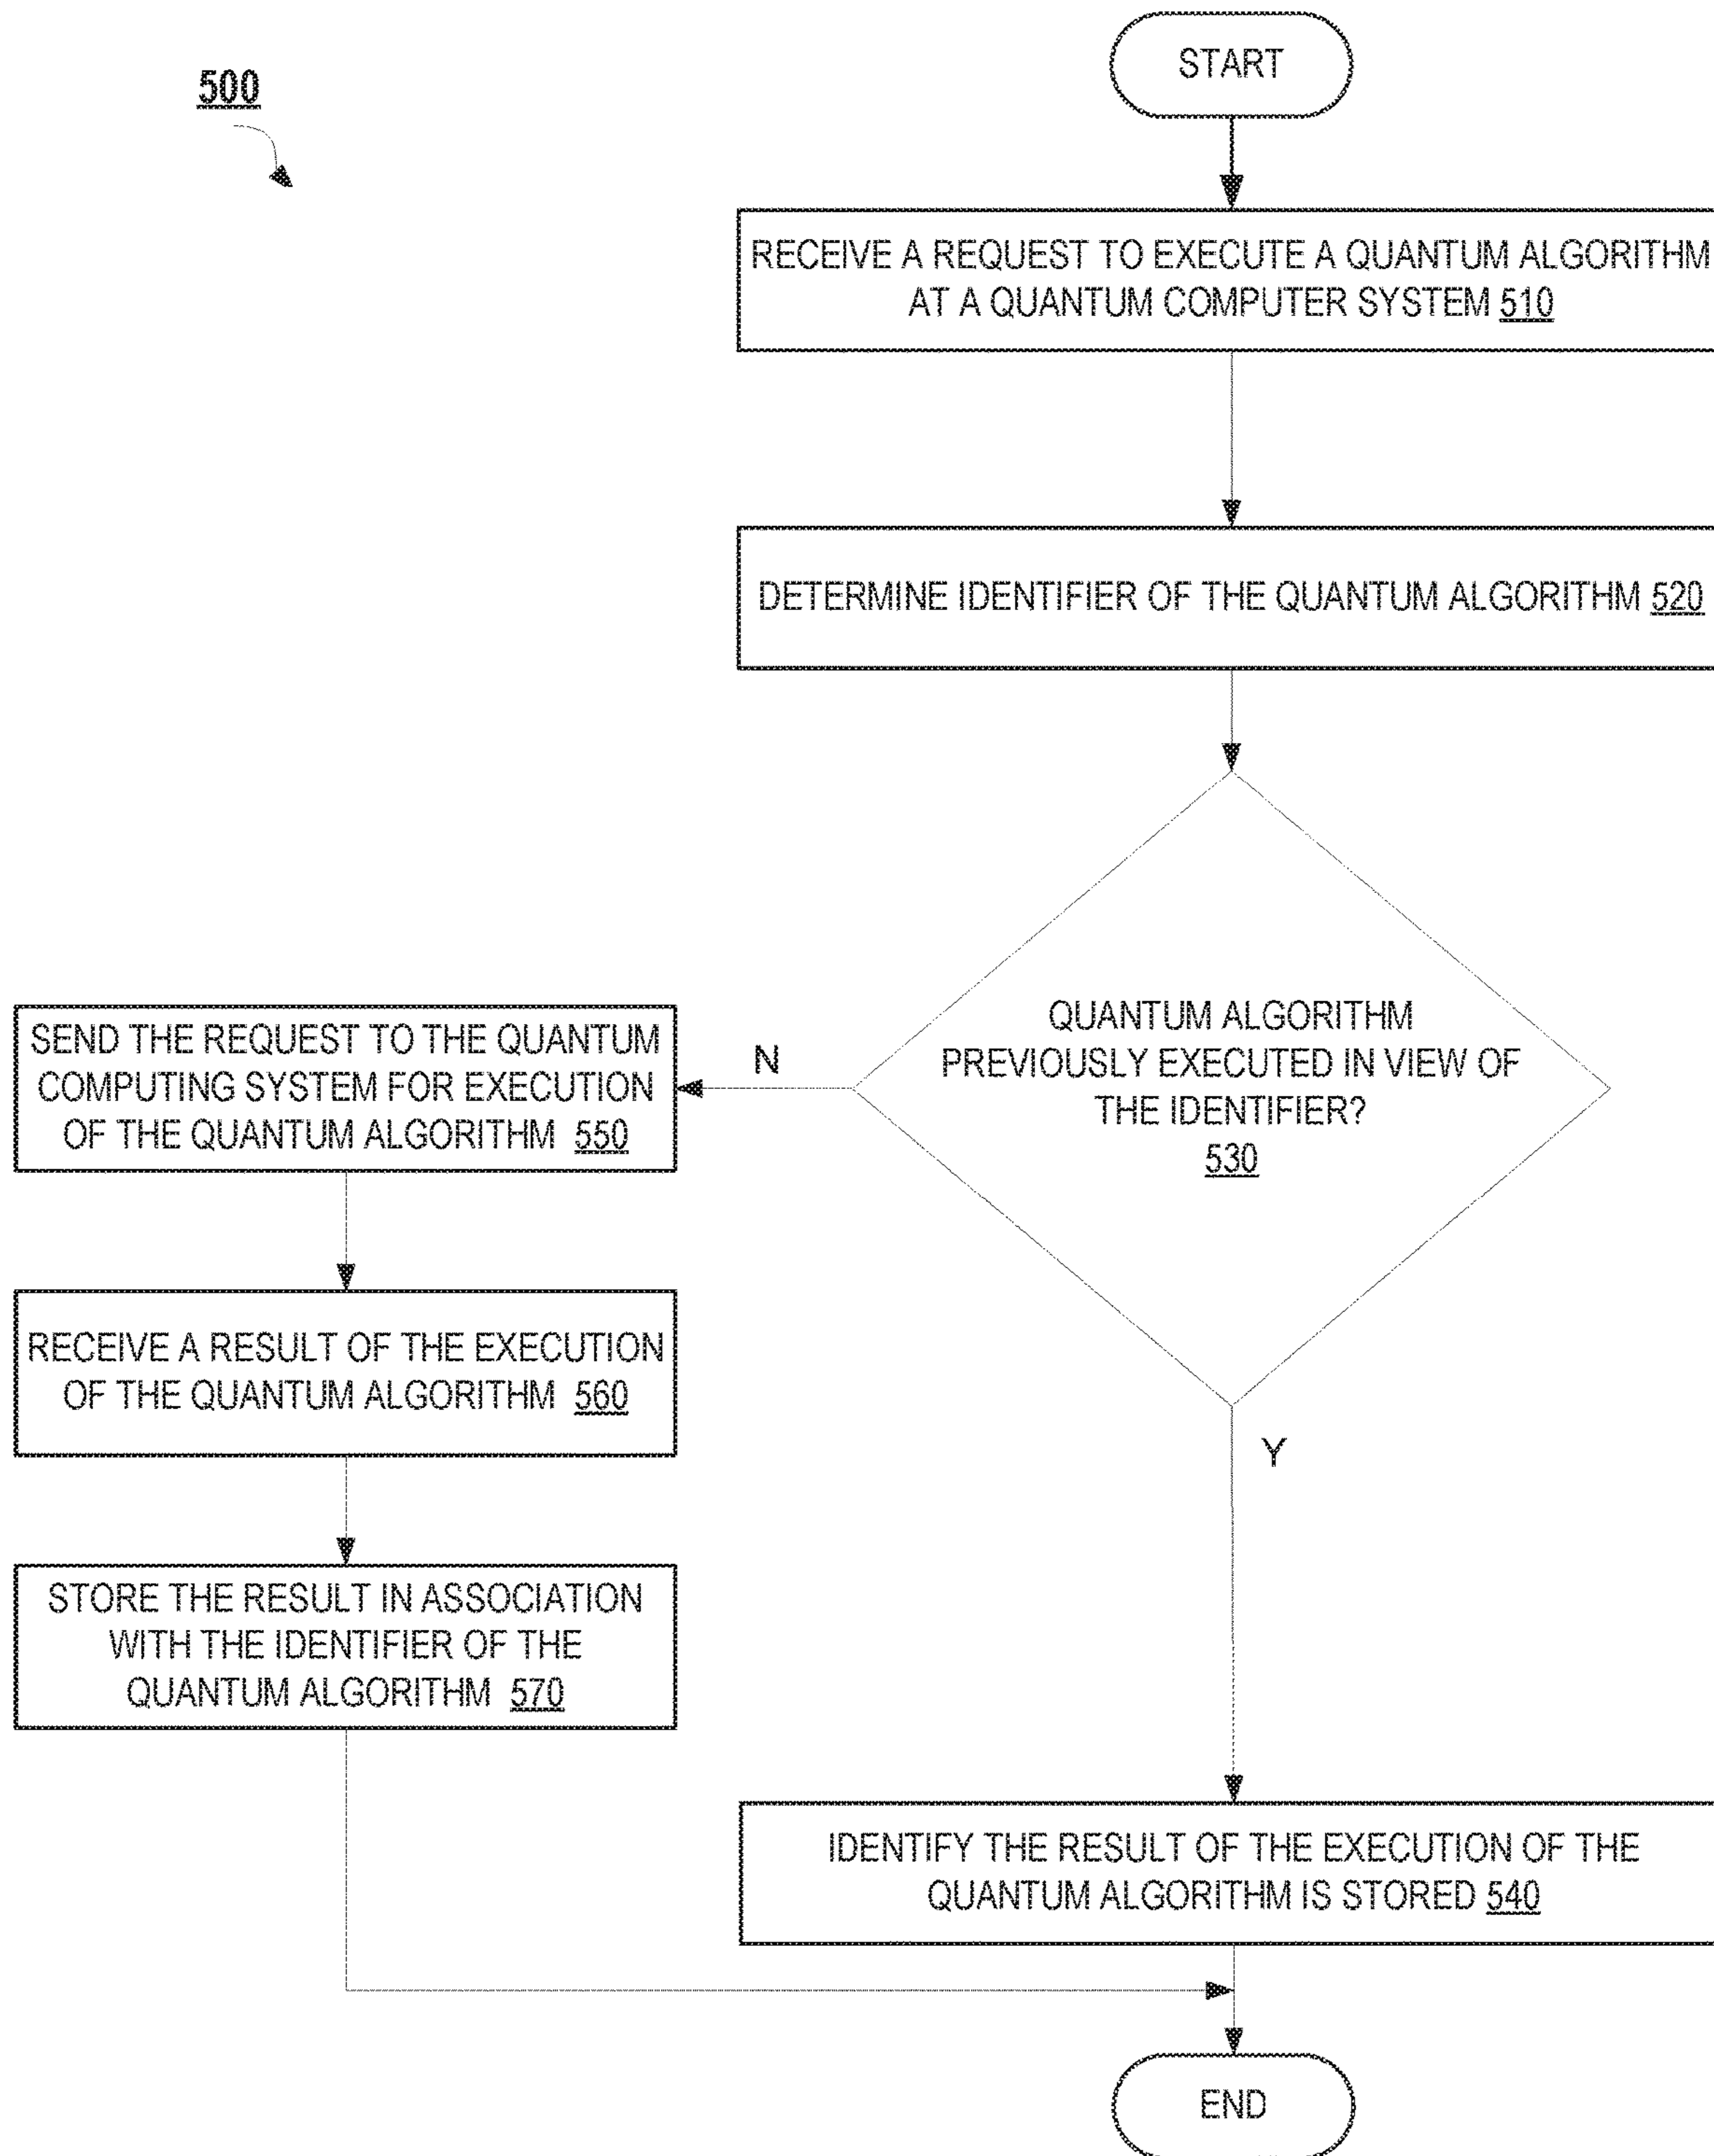 500
START
RECEIVE A REQUEST TO EXECUTE A QUANTUM ALGORITHM
AT A QUANTUM COMPUTER SYSTEM 510
DETERMINE IDENTIFIER OF THE QUANTUM ALGORITHM 520
QUANTUM ALGORITHM
PREVIOUSLY EXECUTED IN VIEW OF
THE IDENTIFIER?
530
N
SEND THE REQUEST TO THE QUANTUM
COMPUTING SYSTEM FOR EXECUTION
OF THE QUANTUM ALGORITHM 550
RECEIVE A RESULT OF THE EXECUTION
OF THE QUANTUM ALGORITHM 560
STORE THE RESULT IN ASSOCIATION
WITH THE IDENTIFIER OF THE
QUANTUM ALGORITHM 570
Y
IDENTIFY THE RESULT OF THE EXECUTION OF THE
QUANTUM ALGORITHM IS STORED 540
END